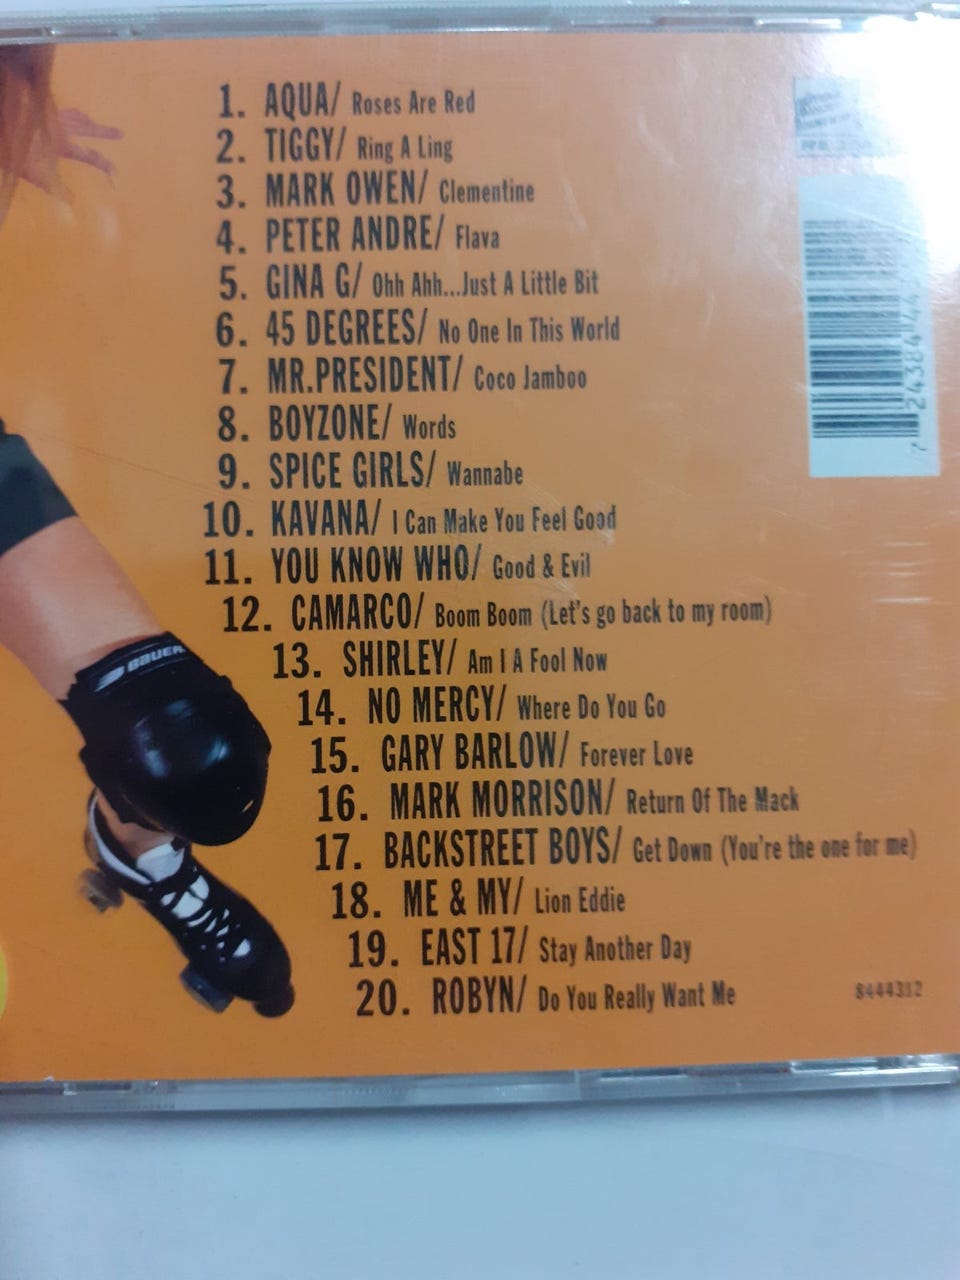 1. AQUA/ Roses Are Red
2. TIGGY/ Ring A Ling
3. MARK OWEN/ Clementine
4. PETER ANDRE/ Flava
5. GINA G/ Ohh Ahh...Just A Little Bit
6. 45 DEGREES/ No One In This World
7. MR.PRESIDENT/ Coco Jamboo
8. BOYZONE/ Words
9. SPICE GIRLS/ Wannabe
10. KAVANA/ I Can Make You Feel Good
11. YOU KNOW WHO/ Good & Evil
12. CAMARCO/ Boom Boom (Let's go back to my room)
13. SHIRLEY/ Am I A Fool Now
14. NO MERCY/ Where Do You Go
15. GARY BARLOW/ Forever Love
16. MARK MORRISON/ Return Of The Mack
17. BACKSTREET BOYS/ Get Down (You're the one for me)
18. ME & MY/ Lion Eddie
19. EAST 17/ Stay Another Day
20. ROBYN/ Do You Really Want Me
8444312
BAUER